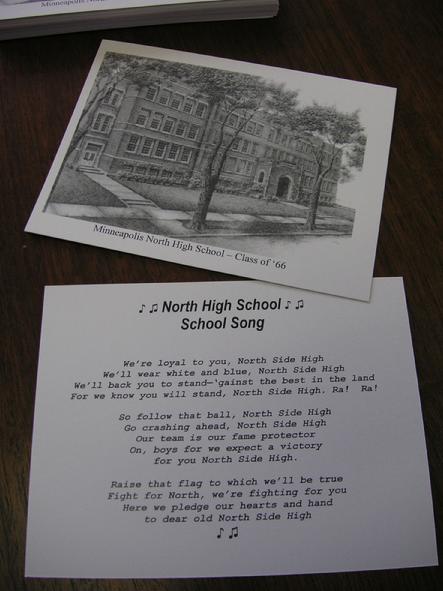 Minneapolis North
Minneapolis North High School – Class of ‘66
♪ ♫ North High School ♪ ♫
School Song
We're loyal to you, North Side High
We'll wear white and blue, North Side High
We'll back you to stand—‘gainst the best in the land
For we know you will stand, North Side High. Ra! Ra!
So follow that ball, North Side High
Go crashing ahead, North Side High
Our team is our fame protector
On, boys for we expect a victory
for you North Side High.
Raise that flag to which we'll be true
Fight for North, we're fighting for you
Here we pledge our hearts and hand
to dear old North Side High
♪ ♫